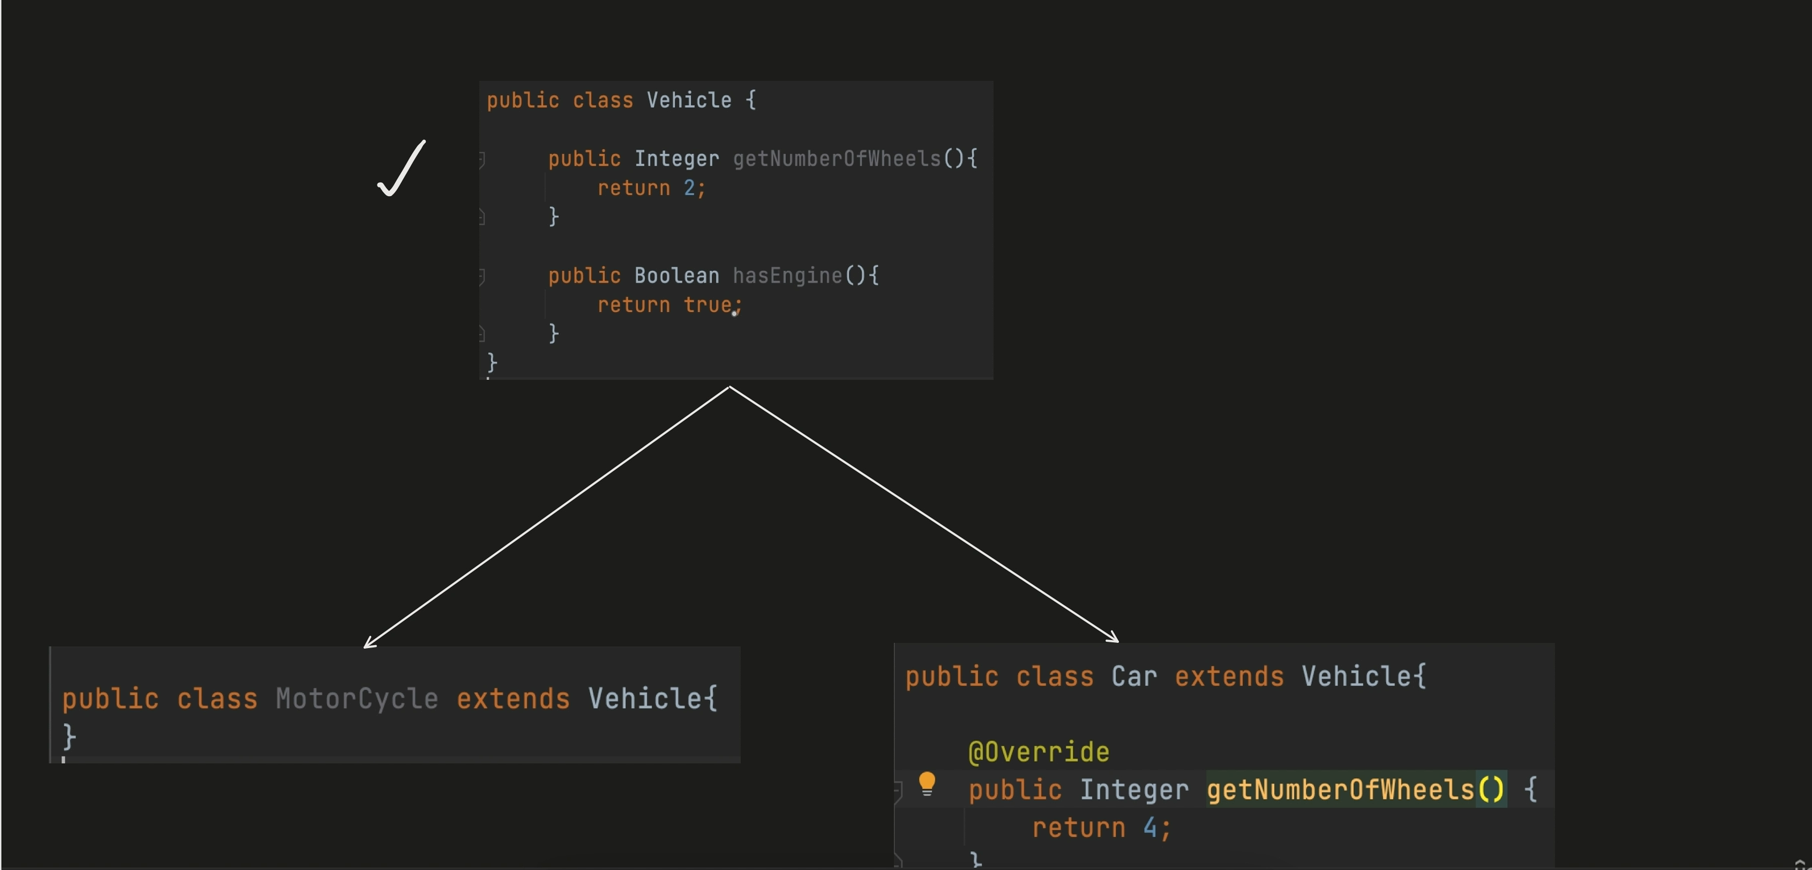 public class Vehicle {
public Integer getNumberOfWheels(){
return 2;
}
public Boolean hasEngine(){
return true;
}
}
public class MotorCycle extends Vehicle{
}
public class Car extends Vehicle{
@Override
public Integer getNumberOfWheels() {
return 4;
}